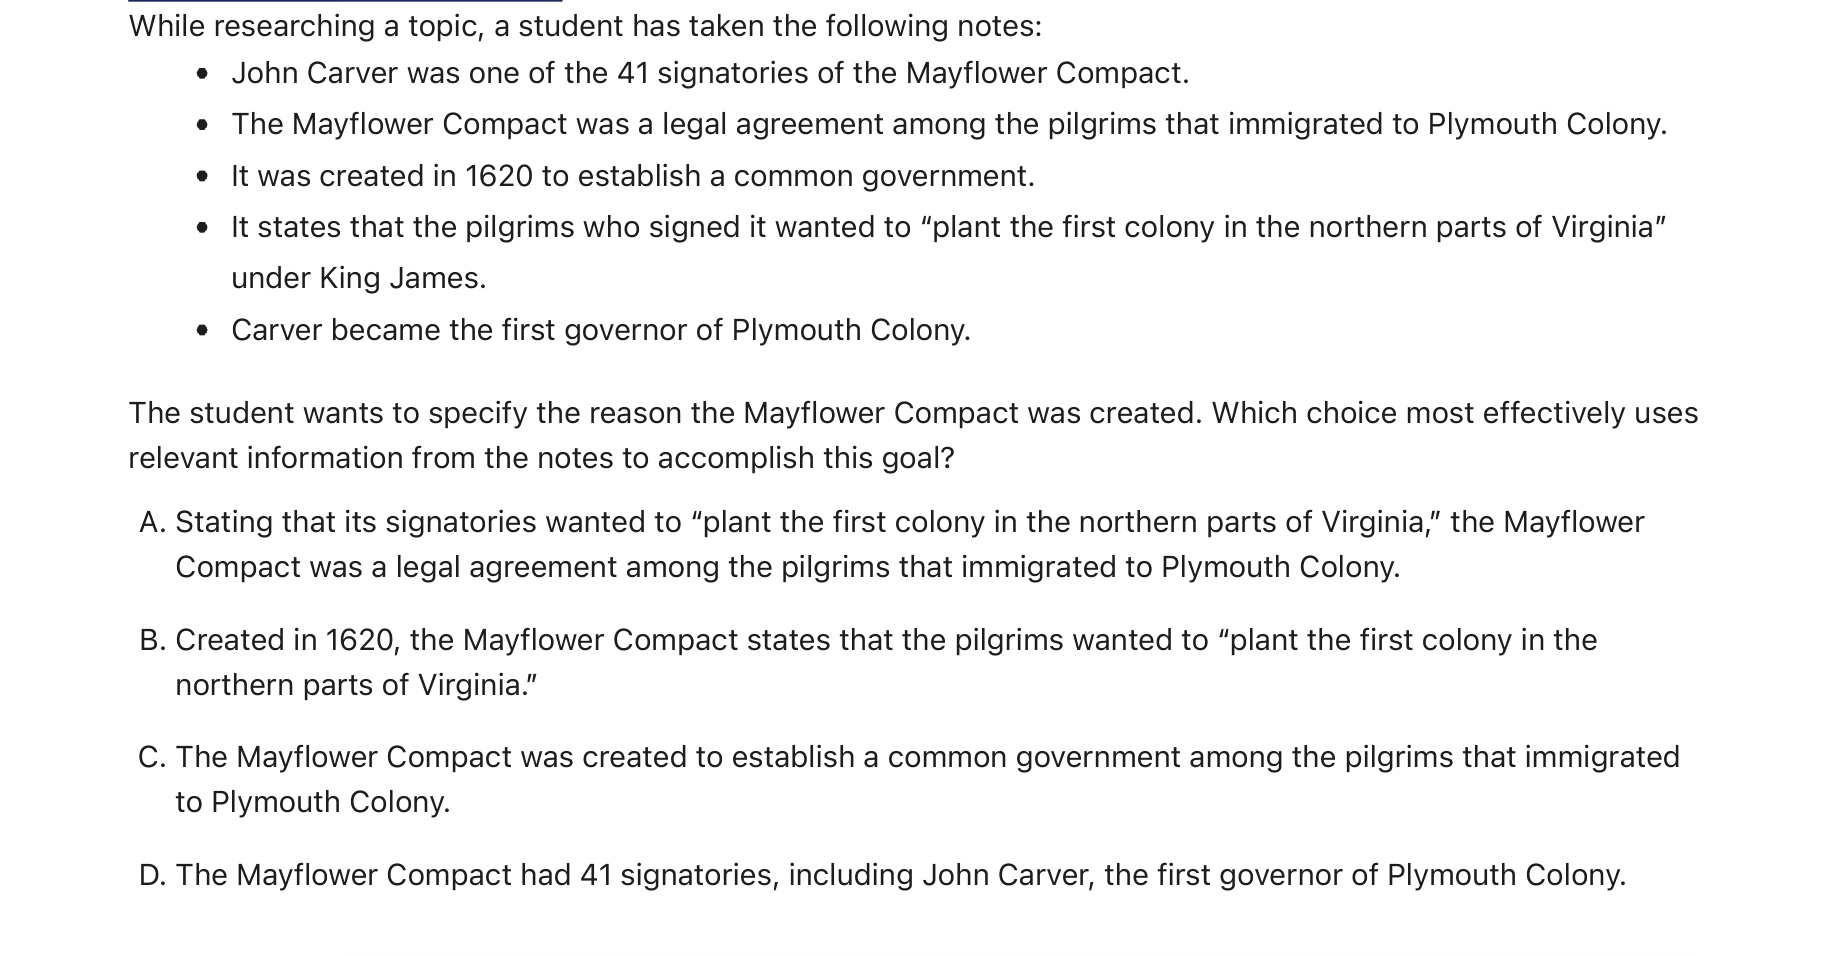 While researching a topic, a student has taken the following notes:
• John Carver was one of the 41 signatories of the Mayflower Compact.
• The Mayflower Compact was a legal agreement among the pilgrims that immigrated to Plymouth Colony.
• It was created in 1620 to establish a common government.
• It states that the pilgrims who signed it wanted to “plant the first colony in the northern parts of Virginia”
under King James.
• Carver became the first governor of Plymouth Colony.
The student wants to specify the reason the Mayflower Compact was created. Which choice most effectively uses
relevant information from the notes to accomplish this goal?
A. Stating that its signatories wanted to “plant the first colony in the northern parts of Virginia,” the Mayflower
Compact was a legal agreement among the pilgrims that immigrated to Plymouth Colony.
B. Created in 1620, the Mayflower Compact states that the pilgrims wanted to “plant the first colony in the
northern parts of Virginia.”
C. The Mayflower Compact was created to establish a common government among the pilgrims that immigrated
to Plymouth Colony.
D. The Mayflower Compact had 41 signatories, including John Carver, the first governor of Plymouth Colony.